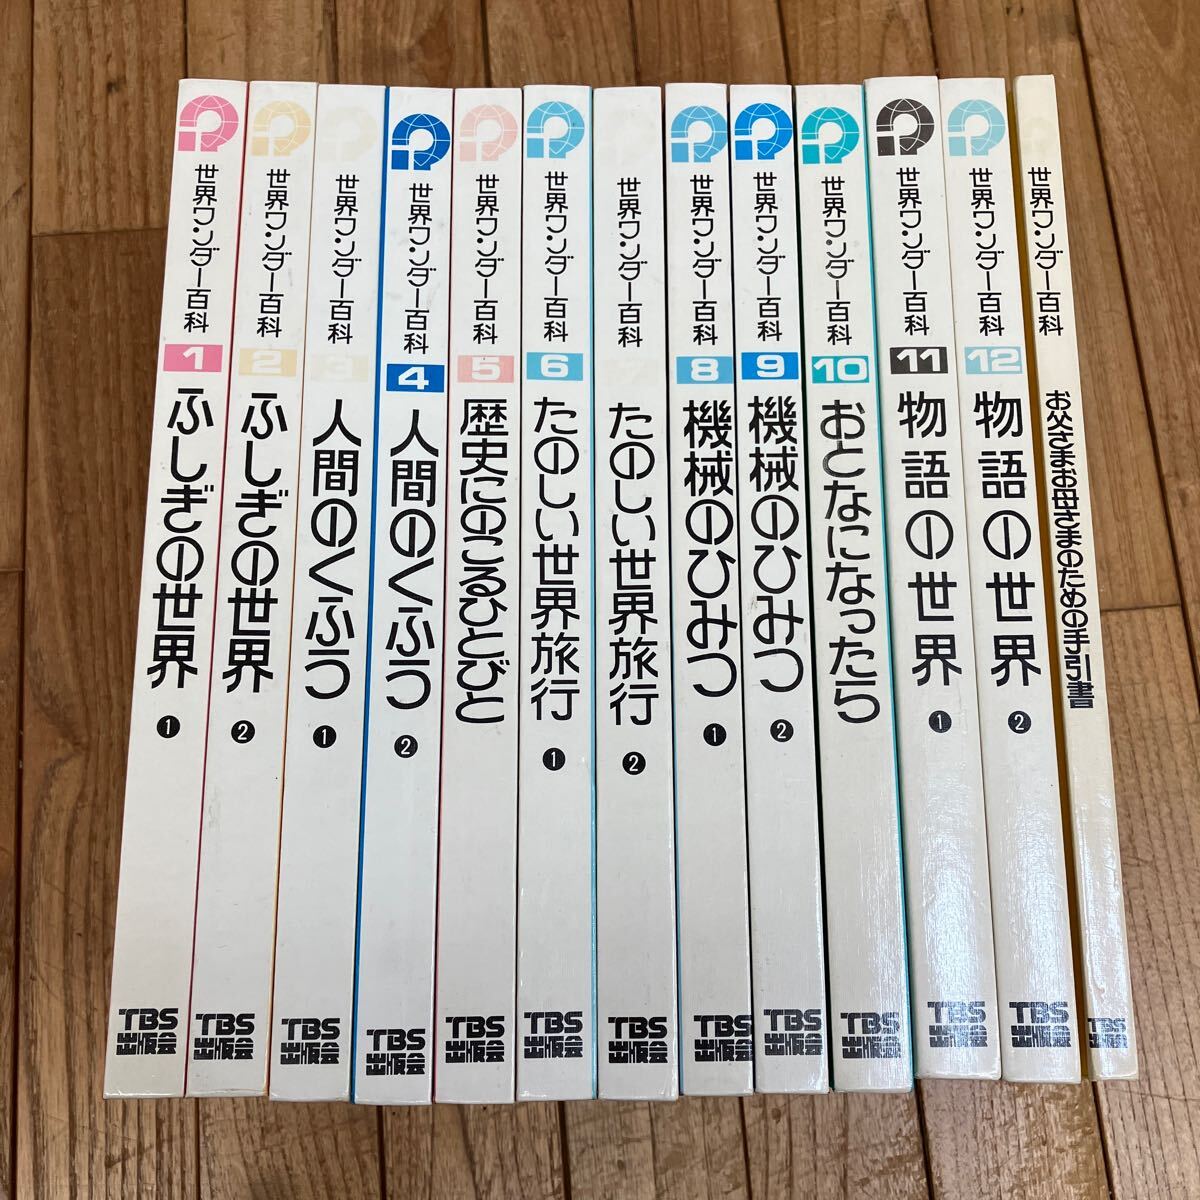 世界ワンダー百科 1 ふしぎの世界 1 TBS出版会
世界ワンダー百科 2 ふしぎの世界 2 TBS出版会
世界ワンダー百科 3 人間のくふう 1 TBS出版会
世界ワンダー百科 4 人間のくふう 2 TBS出版会
世界ワンダー百科 5 歴史にのこるひとびと TBS出版会
世界ワンダー百科 6 たのしい世界旅行 1 TBS出版会
世界ワンダー百科 7 たのしい世界旅行 2 TBS出版会
世界ワンダー百科 8 機械のひみつ 1 TBS出版会
世界ワンダー百科 9 機械のひみつ 2 TBS出版会
世界ワンダー百科 10 おとなになったら TBS出版会
世界ワンダー百科 11 物語の世界 1 TBS出版会
世界ワンダー百科 12 物語の世界 2 TBS出版会
世界ワンダー百科 お父さまお母さまのための手引書 TBS出版会